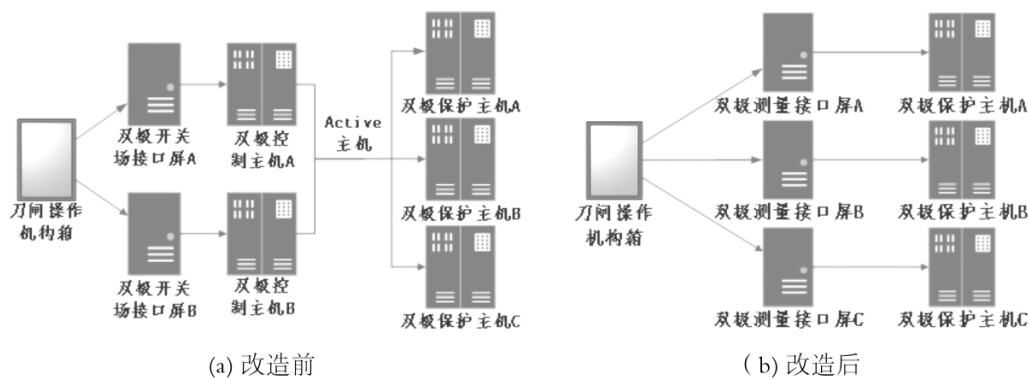 双极保护主机A
双极测量接口屏A
双极保护主机A
双极开关
场接口屏A
双极控
制主机A
Active
主机
刀闸操作
机构箱
双极保护主机B
刀闸操作
机构箱
双极测量接口屏B
双极保护主机B
双极开关
场接口屏B
双极控
制主机B
双极保护主机C
双极测量接口屏C
双极保护主机C
(a) 改造前
(b) 改造后